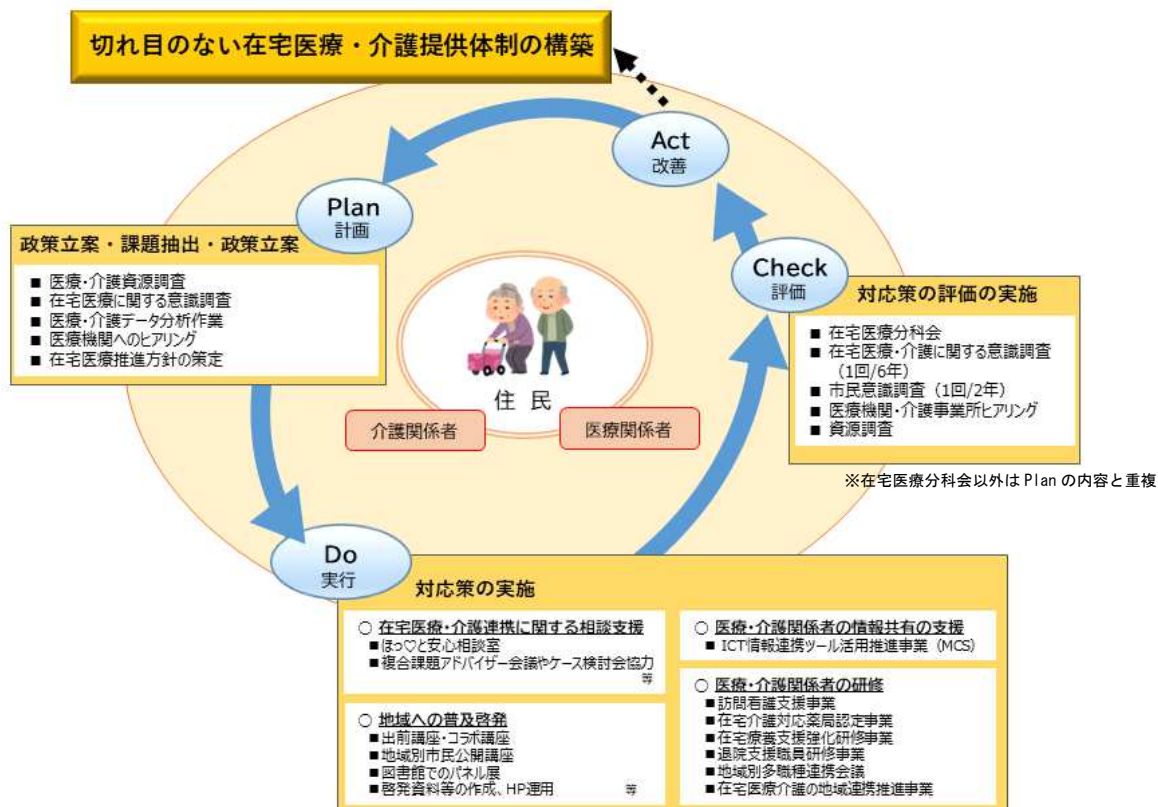 切れ目のない在宅医療・介護提供体制の構築
Act
改善
Plan
計画
政策立案・課題抽出・政策立案
■ 医療・介護資源調査
■ 在宅医療に関する意識調査
■ 医療・介護データ分析作業
■ 医療機関へのヒアリング
■ 在宅医療推進方針の策定
Check
評価
対応策の評価の実施
■ 在宅医療分科会
■ 在宅医療・介護に関する意識調査
（1回/6年）
■ 市民意識調査（1回/2年）
■ 医療機関・介護事業所ヒアリング
■ 資源調査
※在宅医療分科会以外は Plan の内容と重複
住 民
介護関係者
医療関係者
Do
実行
対応策の実施
○ 在宅医療・介護連携に関する相談支援
■ほっ♡と安心相談室
■複合課題アドバイザー会議やケース検討会協力
等
○ 地域への普及啓発
■出前講座・コラボ講座
■地域別市民公開講座
■図書館でのパネル展
■啓発資料等の作成、HP運用 等
○ 医療・介護関係者の情報共有の支援
■ ICT情報連携ツール活用推進事業（MCS）
○ 医療・介護関係者の研修
■訪問看護支援事業
■在宅介護対応薬局認定事業
■在宅療養支援強化研修事業
■退院支援職員研修事業
■地域別多職種連携会議
■在宅医療介護の地域連携推進事業